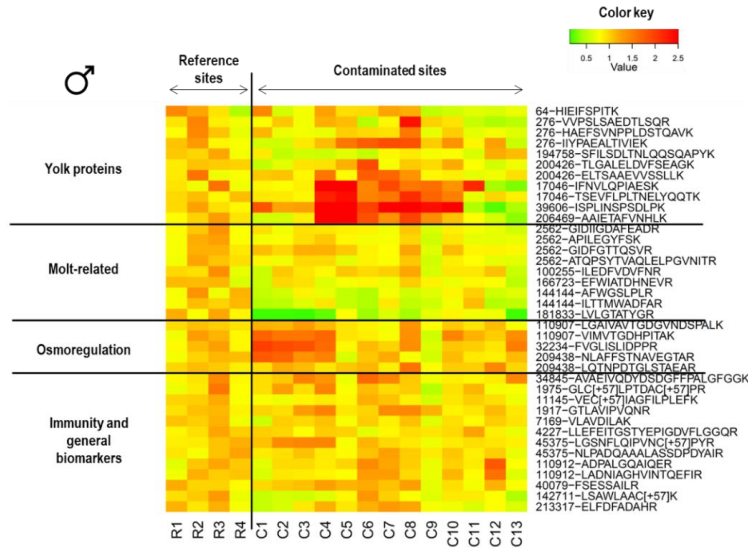 Color key
0.5 1 1.5 2 2.5
Value
♂
Reference sites
Contaminated sites
Yolk proteins
Molt-related
Osmoregulation
Immunity and general biomarkers
64-HIEIFSPITK
276-VVPSLSAEDTLSQR
276-HAEFSVNPPLDSTQAVK
276-IIYPAEALTIVIEK
194758-SFILSDLTNLQQSQAPYK
200426-TLGALELDVFSEAGK
200426-ELTSAAEVVSSLLK
17046-IFNVLQPIAESK
17046-TSEVFLPLTNELYQQTK
39606-ISPLINSPSDLPK
206469-AAIETAFVNHLK
2562-GIDIIGDAFEADR
2562-APILEGYFSK
2562-GIDFGTTQSVR
2562-ATQPSYTVAQLELPGVNITR
100255-ILEDFVDVFNR
166723-EFWIATDHNEVR
144144-AFWGSLPLR
144144-ILTTMWADFAR
181833-LVLGTATYGR
110907-LGAIVAVTGDGVNDSPALK
110907-VIMVTGDHPITAK
32234-FVGLISLIDPPR
209438-NLAFFSTNAVEGTAR
209438-LQTNPDTGLSTAEAR
34845-AVAEIVQDYDSDGFFPALGFGGK
1975-GLC[+57]LPTDAC[+57]PR
11145-VEC[+57]IAGFILPLEFK
1917-GTLAVIPVQNR
7169-VLAVDILAK
4227-LLEFEITGSTYEPIGDVFLGGQR
45375-LGSNFLQIPVNC[+57]PYR
45375-NLPADQAAALASSDPDYAIR
110912-ADPALGQAIQER
110912-LADNIAGHVINTQEFIR
40079-FSESSAILR
142711-LSAWLAAC[+57]K
213317-ELFDFADAHR
R1 R2 R3 R4 C1 C2 C3 C4 C5 C6 C7 C8 C9 C10 C11 C12 C13